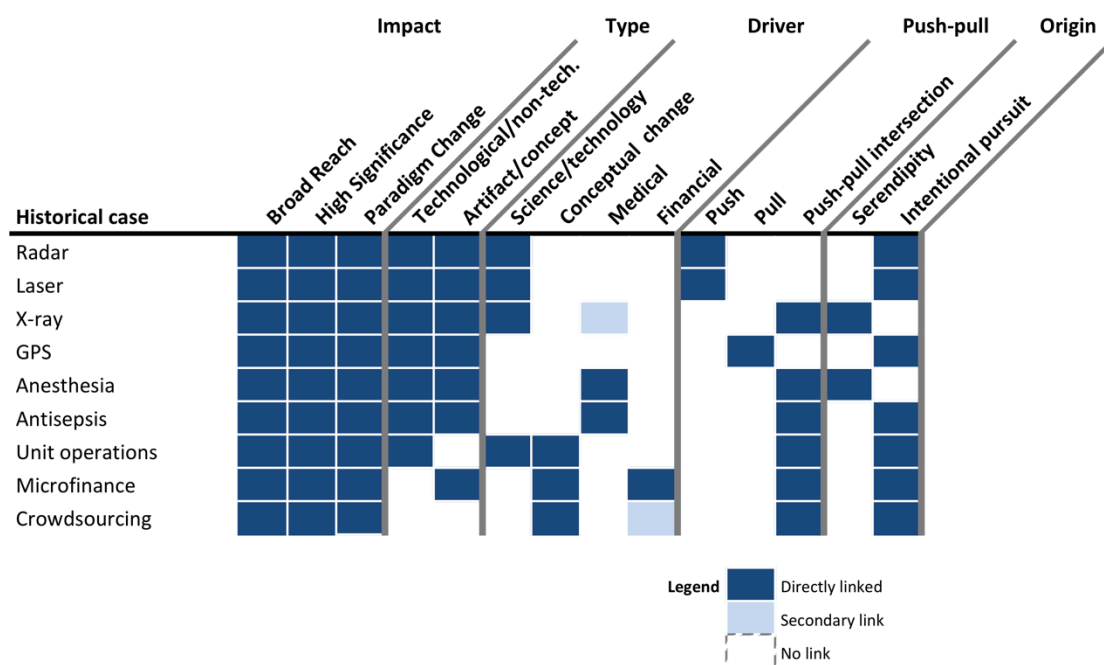 Impact Type Driver Push-pull Origin
Historical case
Broad Reach
High Significance
Paradigm Change
Technological/non-tech.
Artifact/concept
Science/technology
Conceptual change
Medical
Financial
Push
Pull
Push-pull intersection
Serendipity
Intentional pursuit
Radar
Laser
X-ray
GPS
Anesthesia
Antisepsis
Unit operations
Microfinance
Crowdsourcing
Legend Directly linked
Secondary link
No link